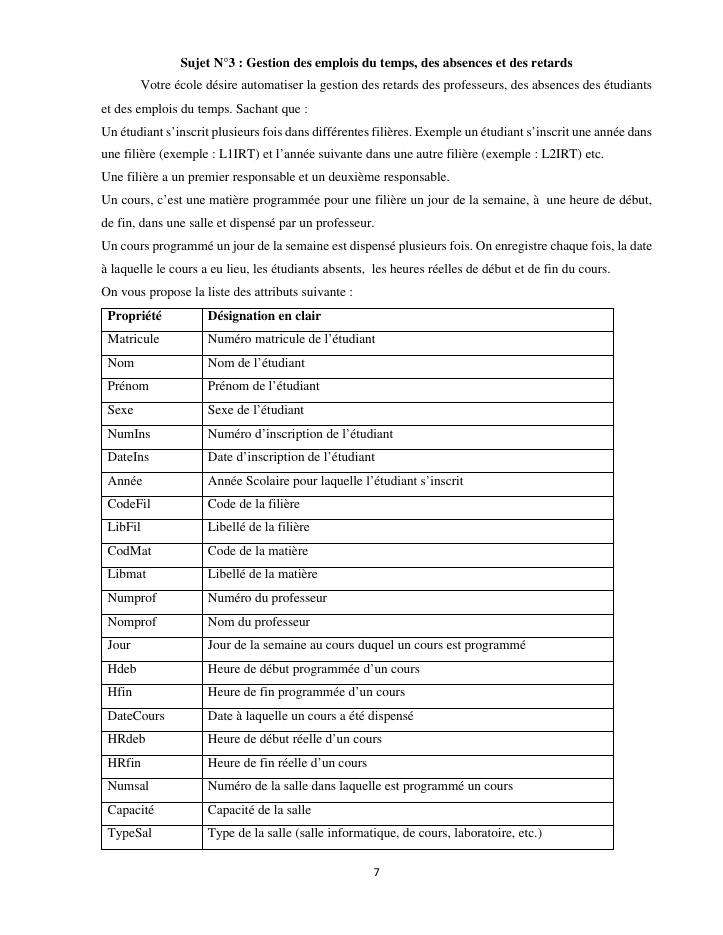 Sujet N°3 : Gestion des emplois du temps, des absences et des retards
Votre école désire automatiser la gestion des retards des professeurs, des absences des étudiants
et des emplois du temps. Sachant que :
Un étudiant s’inscrit plusieurs fois dans différentes filières. Exemple un étudiant s’inscrit une année dans
une filière (exemple : L1IRT) et l’année suivante dans une autre filière (exemple : L2IRT) etc.
Une filière a un premier responsable et un deuxième responsable.
Un cours, c’est une matière programmée pour une filière un jour de la semaine, à une heure de début,
de fin, dans une salle et dispensé par un professeur.
Un cours programmé un jour de la semaine est dispensé plusieurs fois. On enregistre chaque fois, la date
à laquelle le cours a eu lieu, les étudiants absents, les heures réelles de début et de fin du cours.
On vous propose la liste des attributs suivante :
Propriété Désignation en clair
Matricule Numéro matricule de l’étudiant
Nom Nom de l’étudiant
Prénom Prénom de l’étudiant
Sexe Sexe de l’étudiant
NumIns Numéro d’inscription de l’étudiant
DateIns Date d’inscription de l’étudiant
Année Année Scolaire pour laquelle l’étudiant s’inscrit
CodeFil Code de la filière
LibFil Libellé de la filière
CodMat Code de la matière
Libmat Libellé de la matière
Numprof Numéro du professeur
Nomprof Nom du professeur
Jour Jour de la semaine au cours duquel un cours est programmé
Hdeb Heure de début programmée d’un cours
Hfin Heure de fin programmée d’un cours
DateCours Date à laquelle un cours a été dispensé
HRdeb Heure de début réelle d’un cours
HRfin Heure de fin réelle d’un cours
Numsal Numéro de la salle dans laquelle est programmé un cours
Capacité Capacité de la salle
TypeSal Type de la salle (salle informatique, de cours, laboratoire, etc.)
7